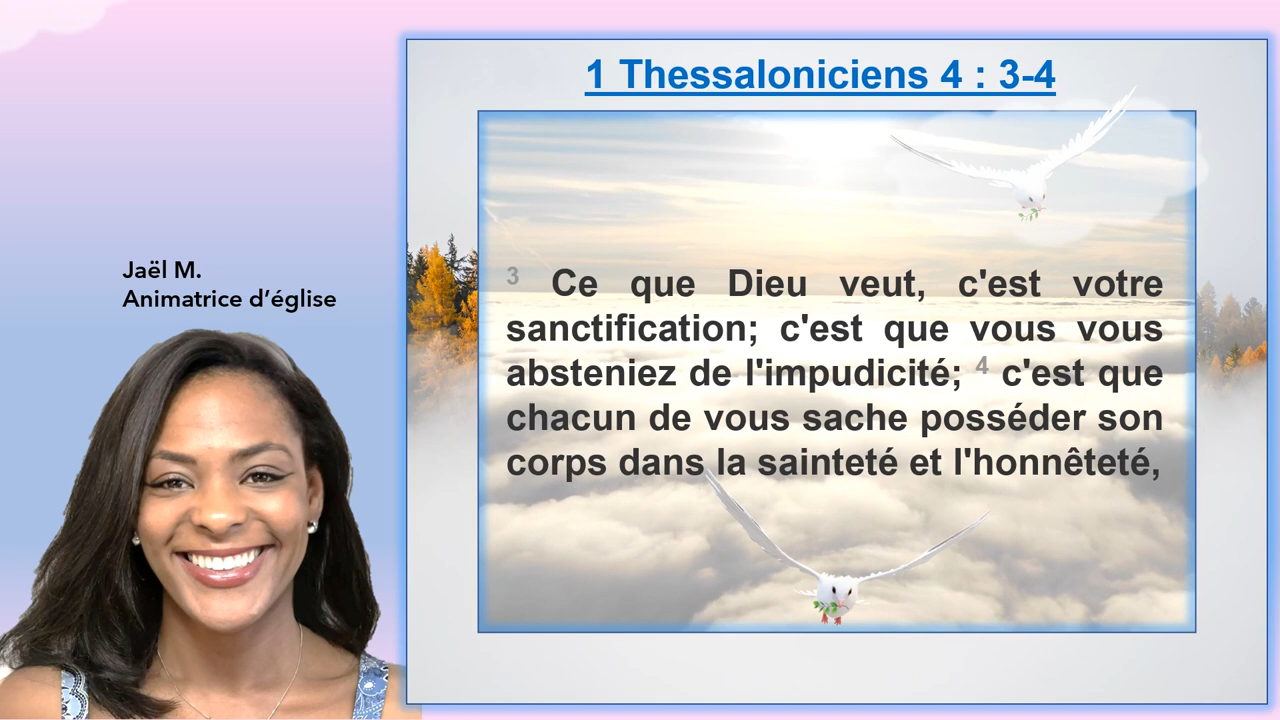 1 Thessaloniciens 4 : 3-4
Jaël M.
Animatrice d’église
3 Ce que Dieu veut, c'est votre
sanctification; c'est que vous vous
absteniez de l'impudicité; 4 c'est que
chacun de vous sache posséder son
corps dans la sainteté et l'honnêteté,